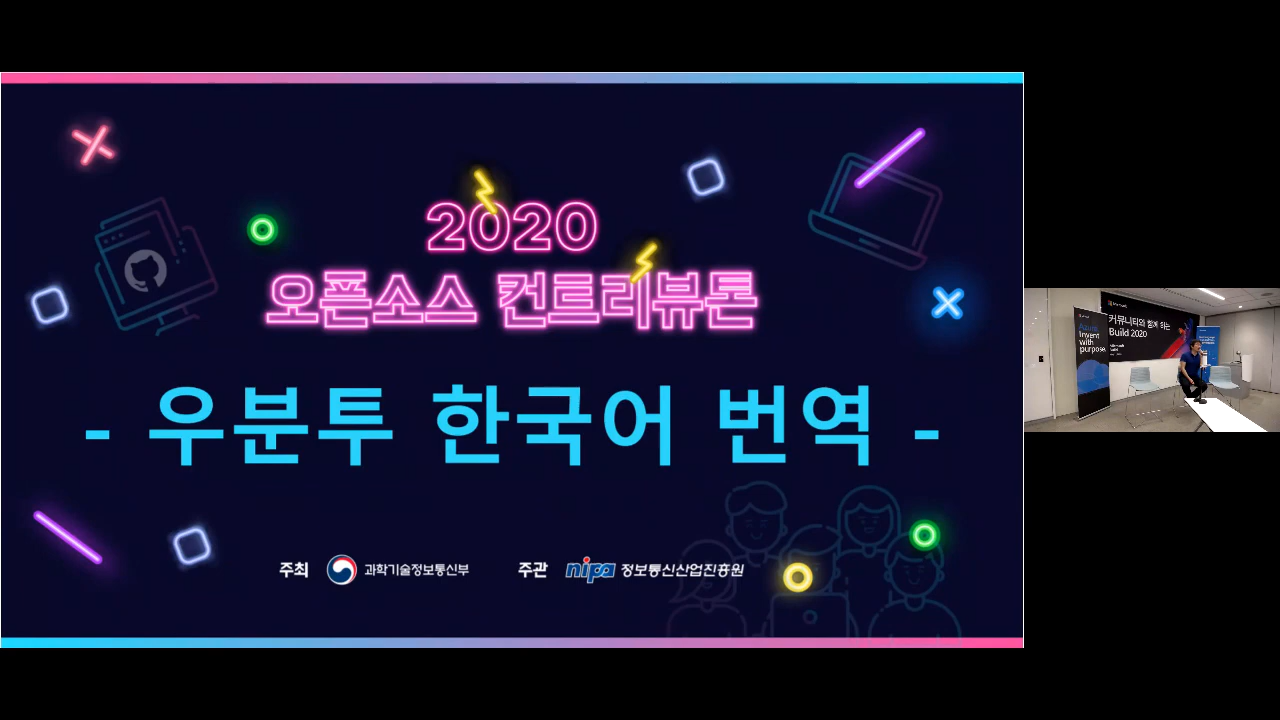 2020
오픈소스 컨트리뷰톤
- 우분투 한국어 번역 -
주최 과학기술정보통신부 주관 nipa 정보통신산업진흥원
Microsoft
커뮤니티와 함께 하는
Build 2020
Azure.
Invent
with
purpose.